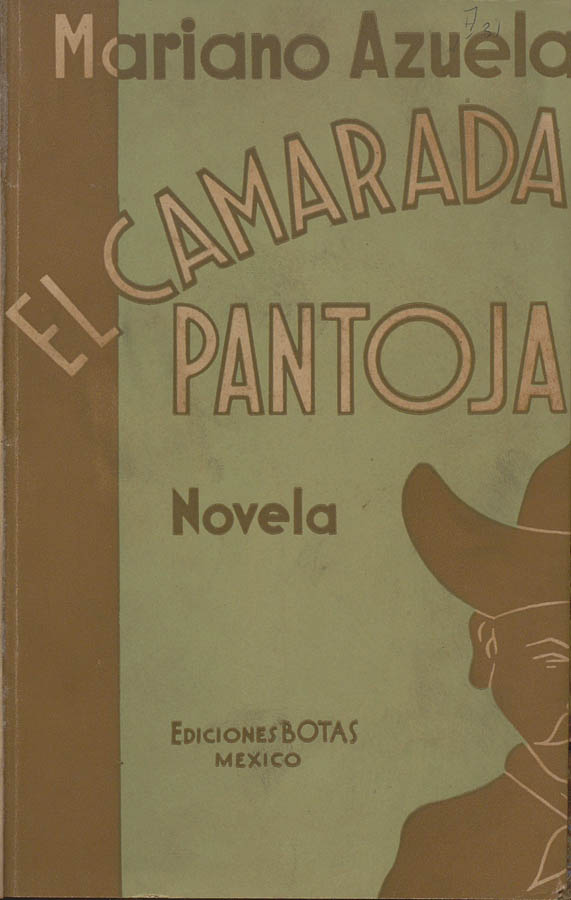 Mariano Azuela
EL CAMARADA
PANTOJA
Novela
EDICIONES BOTAS
MEXICO